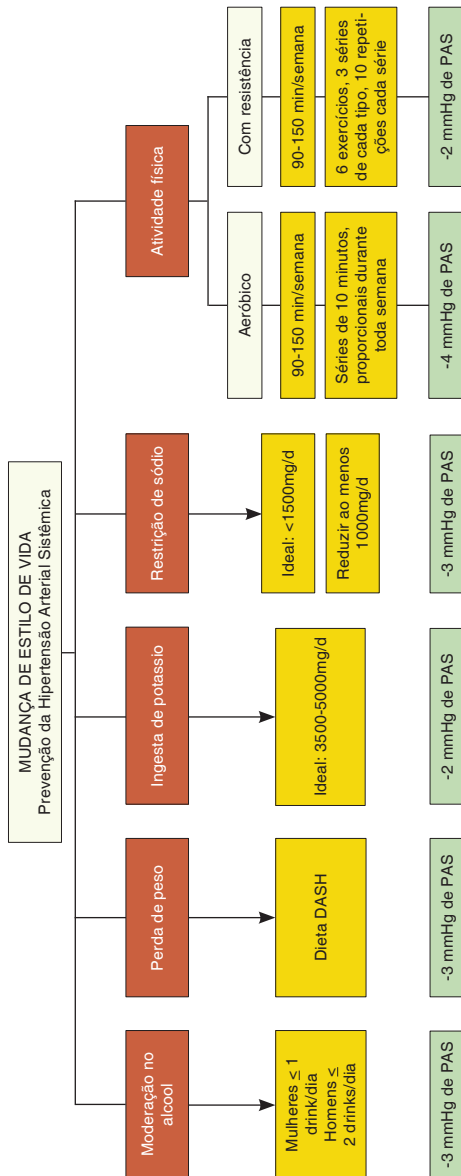 MUDANÇA DE ESTILO DE VIDA
Prevenção da Hipertensão Arterial Sistêmica
Moderação no
alcool
Mulheres ≤ 1
drink/dia
Homens ≤
2 drinks/dia
-3 mmHg de PAS
Perda de peso
Dieta DASH
-3 mmHg de PAS
Ingesta de potassio
Ideal: 3500-5000mg/d
-2 mmHg de PAS
Restrição de sódio
Ideal: <1500mg/d
Reduzir ao menos
1000mg/d
-3 mmHg de PAS
Atividade física
Aeróbico
90-150 min/semana
Séries de 10 minutos,
proporcionais durante
toda semana
-4 mmHg de PAS
Com resistência
90-150 min/semana
6 exercícios, 3 séries
de cada tipo, 10 repeti-
ções cada série
-2 mmHg de PAS